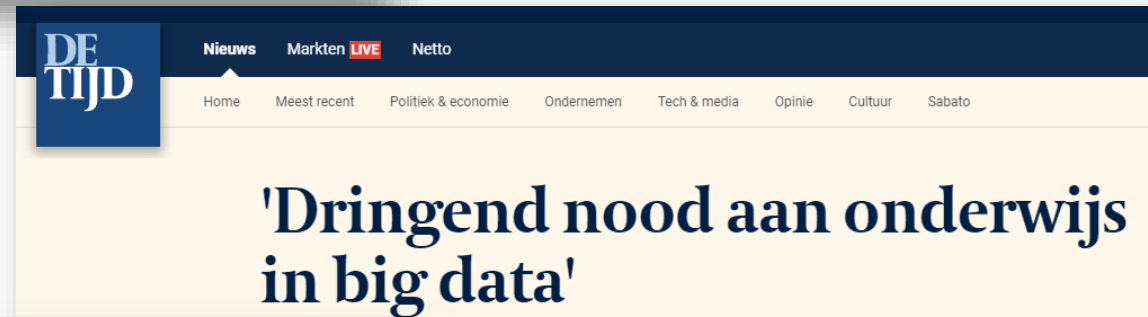 DE
TIJD
Nieuws Markten LIVE Netto
Home Meest recent Politiek & economie Ondernemen Tech & media Opinie Cultuur Sabato
'Dringend nood aan onderwijs
in big data'